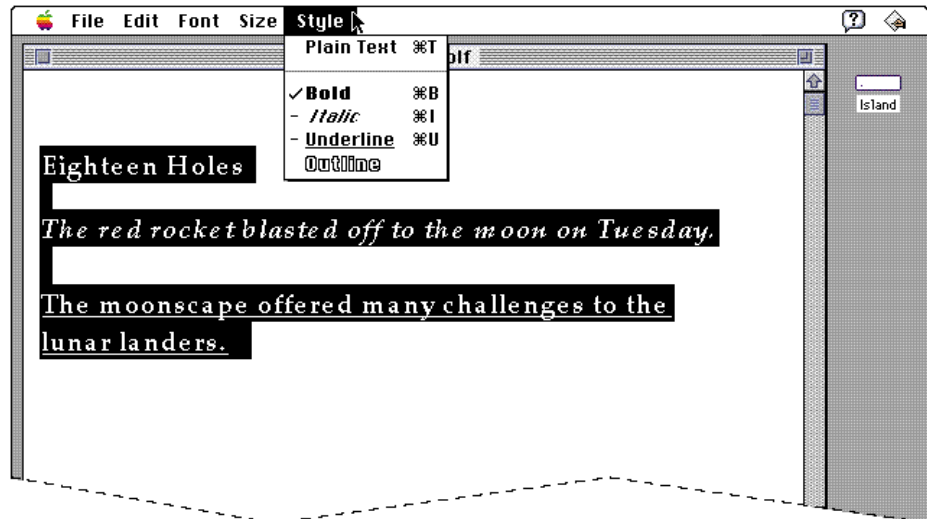 File Edit Font Size Style
Plain Text ⌘T
olf
✓Bold ⌘B
- Italic ⌘I
- Underline ⌘U
Outline
Island
Eighteen Holes
The red rocket blasted off to the moon on Tuesday.
The moonscape offered many challenges to the
lunar landers.